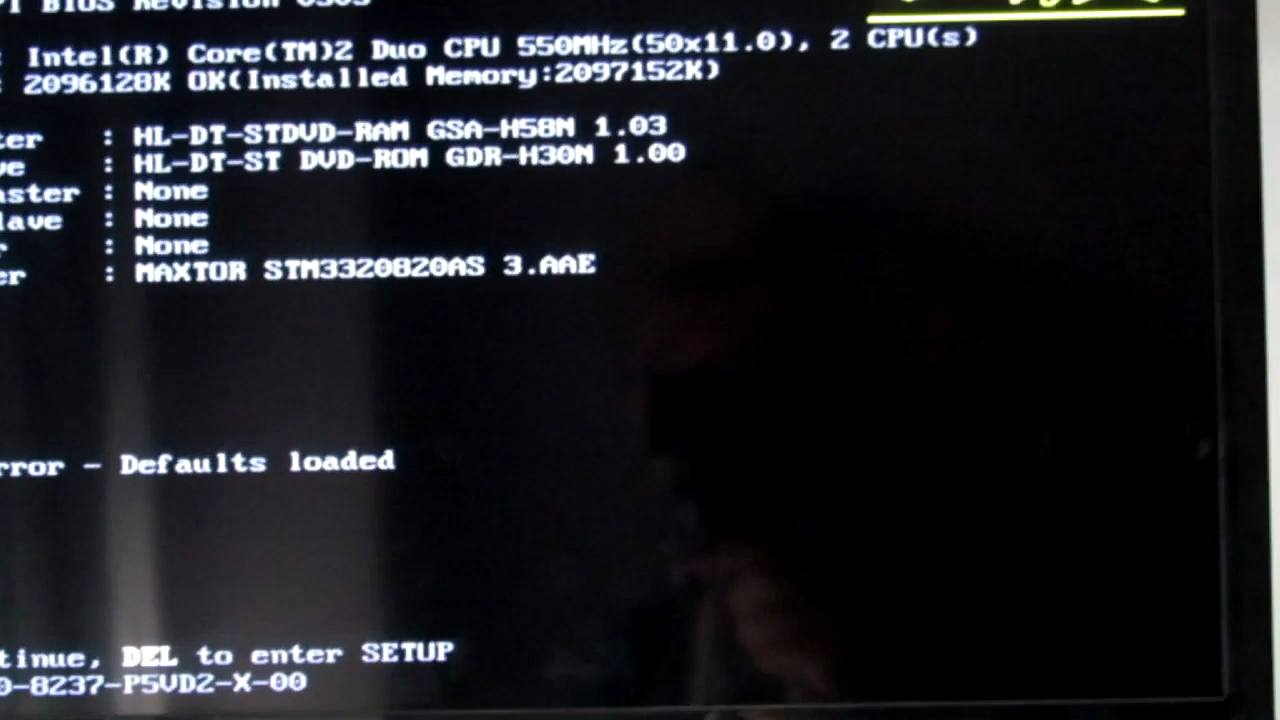 BIOS Revision 0303
: Intel(R) Core(TM)2 Duo CPU 550MHz(50x11.0), 2 CPU(s)
: 2096128K OK(Installed Memory:2097152K)
ter : HL-DT-STDVD-RAM GSA-H58N 1.03
ve : HL-DT-ST DVD-ROM GDR-H30N 1.00
aster : None
lave : None
r : None
er : MAXTOR STM3320820AS 3.AAE
rror - Defaults loaded
tinue, DEL to enter SETUP
0-8237-P5VD2-X-00